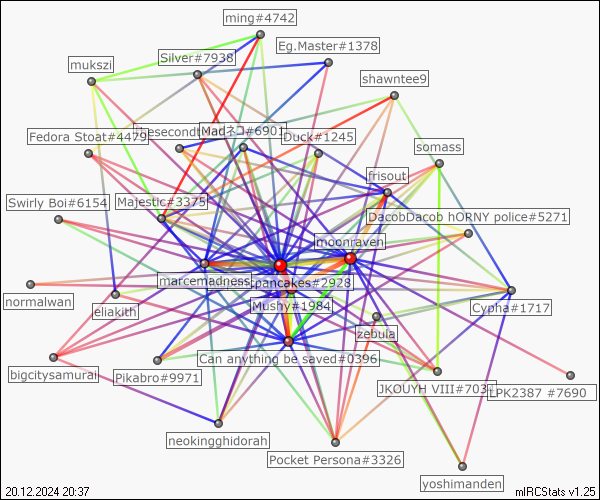 ming#4742
Eg.Master#1378
Silver#7938
mukszi
shawntee9
Madネコ#6901
Fedora Stoat#4479
Duck#1245
somass
frisout
Swirly Boi#6154
Majestic#3375
DacobDacob hORNY police#5271
moonraven
marcemadness
pancakes#2928
normalwan
eliakith
Mushy#1984
Cypha#1717
zebula
Can anything be saved#0396
bigcitysamurai
Pikabro#9971
JKOUYH VIII#703
LPK2387 #7690
neokingghidorah
Pocket Persona#3326
yoshimanden
20.12.2024 20:37
mIRCStats v1.25